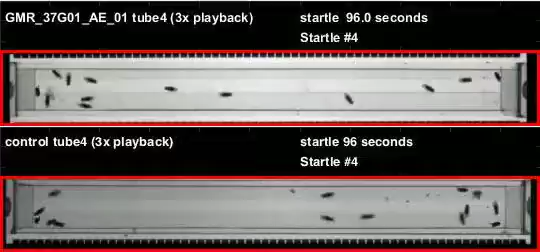 GMR_37G01_AE_01 tube4 (3x playback)
startle  96.0 seconds
Startle #4
control tube4 (3x playback)
startle 96 seconds
Startle #4